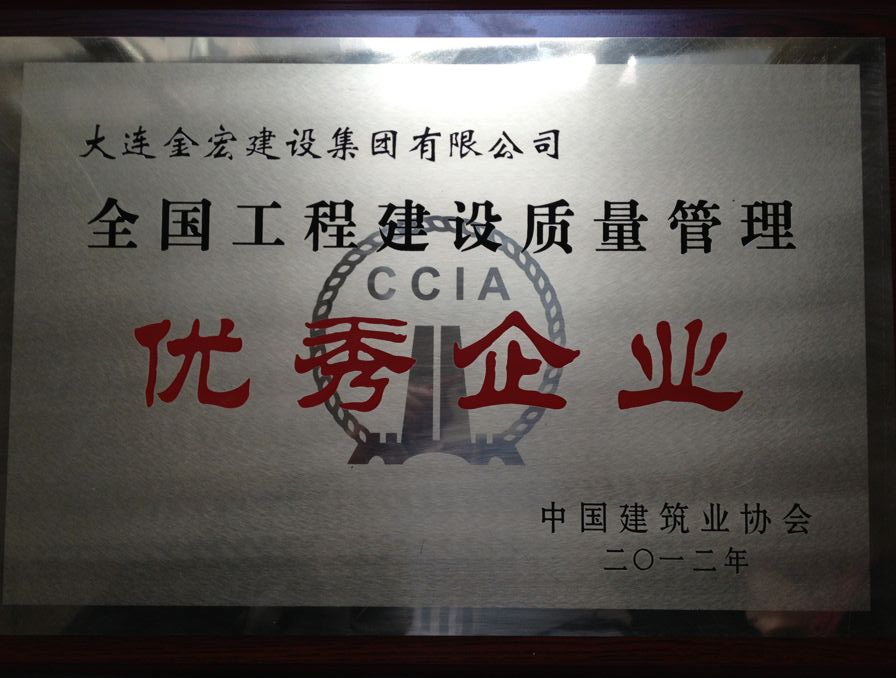 大连金宏建设集团有限公司
全国工程建设质量管理
CCIA
优秀企业
中国建筑业协会
二〇一二年